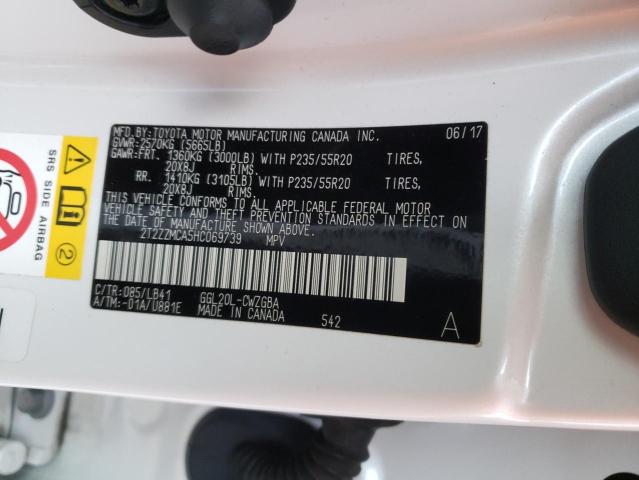 MFD.BY:TOYOTA MOTOR MANUFACTURING CANADA INC. 06/17
GVWR:2570KG (5665LB)
GAWR:FRT. 1360KG (3000LB) WITH P235/55R20 TIRES,
20X8J RIMS.
RR. 1410KG (3105LB) WITH P235/55R20 TIRES,
20X8J RIMS.
THIS VEHICLE CONFORMS TO ALL APPLICABLE FEDERAL MOTOR
VEHICLE SAFETY AND THEFT PREVENTION STANDARDS IN EFFECT ON
THE DATE OF MANUFACTURE SHOWN ABOVE.
2T2ZZMCA5HC069739 MPV
C/TR:085/LB41 GGL20L-CWZGBA
A/TM:-01A/U881E MADE IN CANADA 542 A
SRS SIDE AIRBAG
2